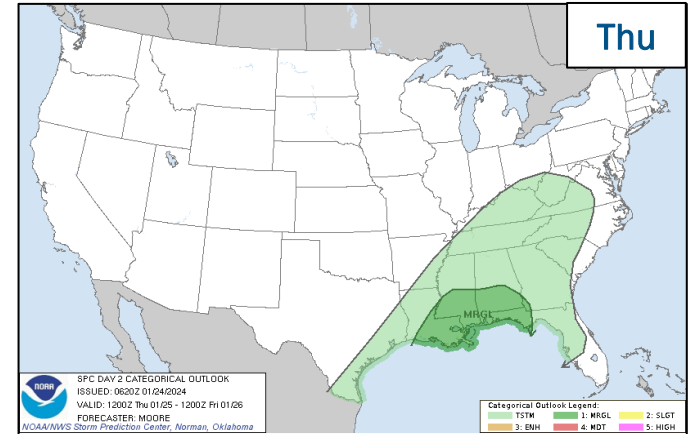 Thu
MRGL
NOAA
SPC DAY 2 CATEGORICAL OUTLOOK
ISSUED: 0620Z 01/24/2024
VALID: 1200Z Thu 01/25 - 1200Z Fri 01/26
FORECASTER: MOORE
NOAA/NWS Storm Prediction Center, Norman, Oklahoma
Categorical Outlook Legend:
TSTM 1: MRGL 2: SLGT
3: ENH 4: MDT 5: HIGH